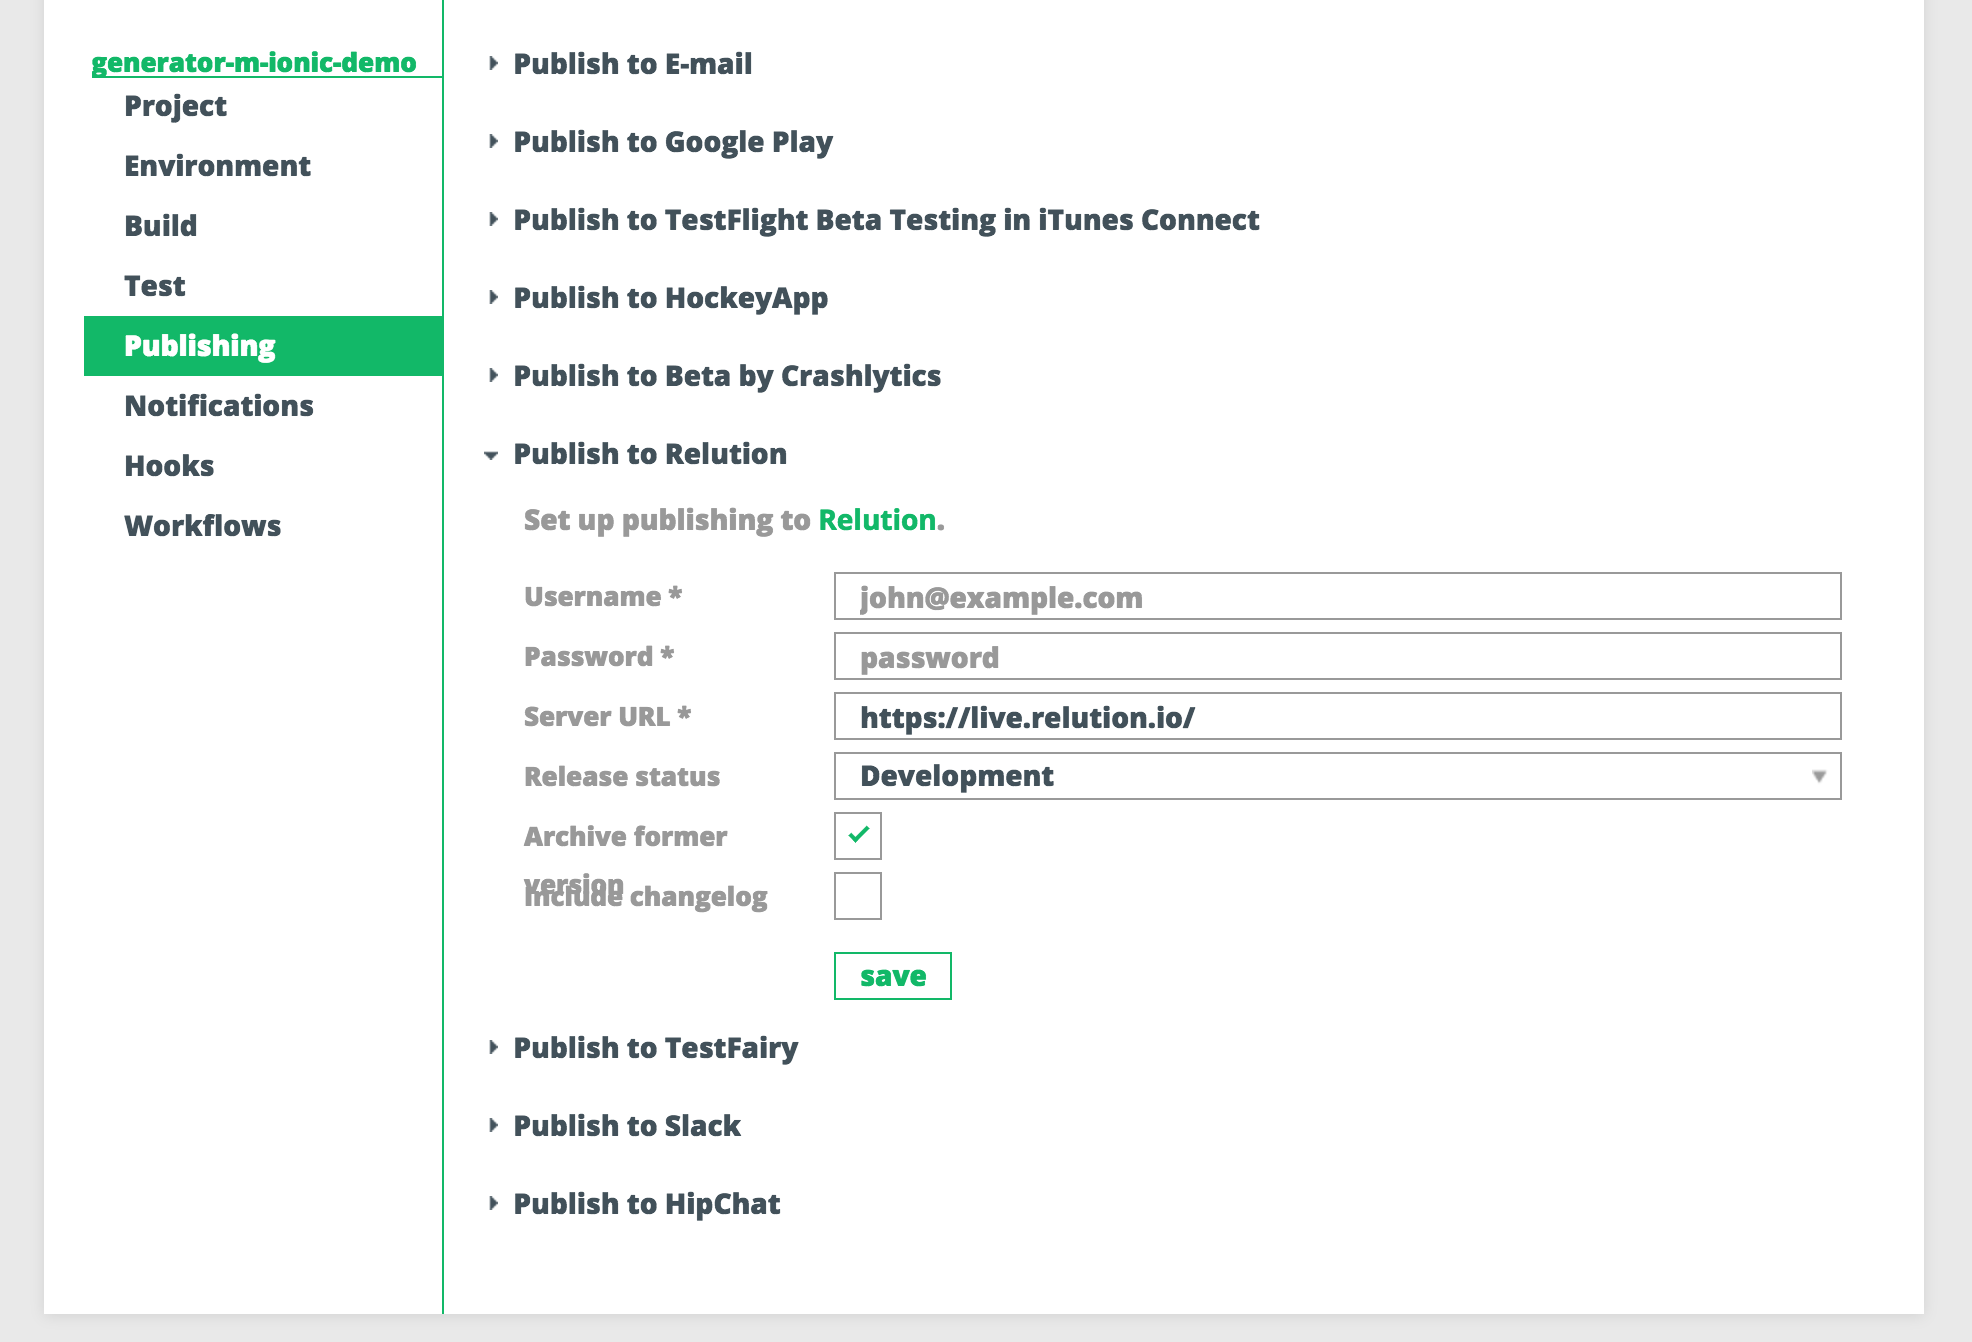 generator-m-ionic-demo
Project
Environment
Build
Test
Publishing
Notifications
Hooks
Workflows
Publish to E-mail
Publish to Google Play
Publish to TestFlight Beta Testing in iTunes Connect
Publish to HockeyApp
Publish to Beta by Crashlytics
Publish to Relution
Set up publishing to Relution.
Username * john@example.com
Password * password
Server URL * https://live.relution.io/
Release status Development
Archive former
version
Include changelog
save
Publish to TestFairy
Publish to Slack
Publish to HipChat